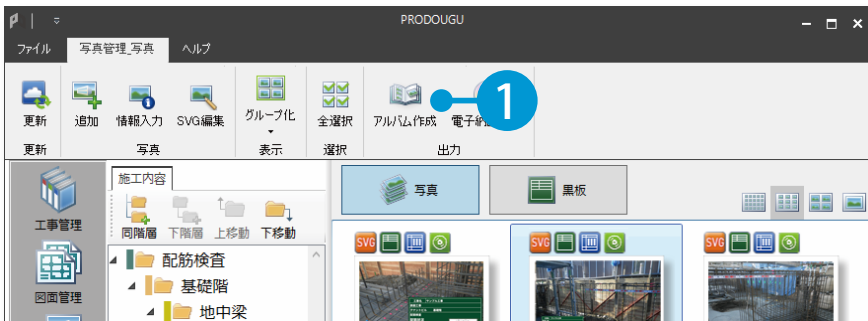 PRODOUGU
ファイル 写真管理_写真 ヘルプ
1
更新 追加 情報入力 SVG編集 グループ化 全選択 アルバム作成
更新 写真 表示 選択 出力
工事管理
図面管理
施工内容
同階層 下階層 上移動 下移動
配筋検査
基礎階
地中梁
写真 黒板
SVG SVG SVG